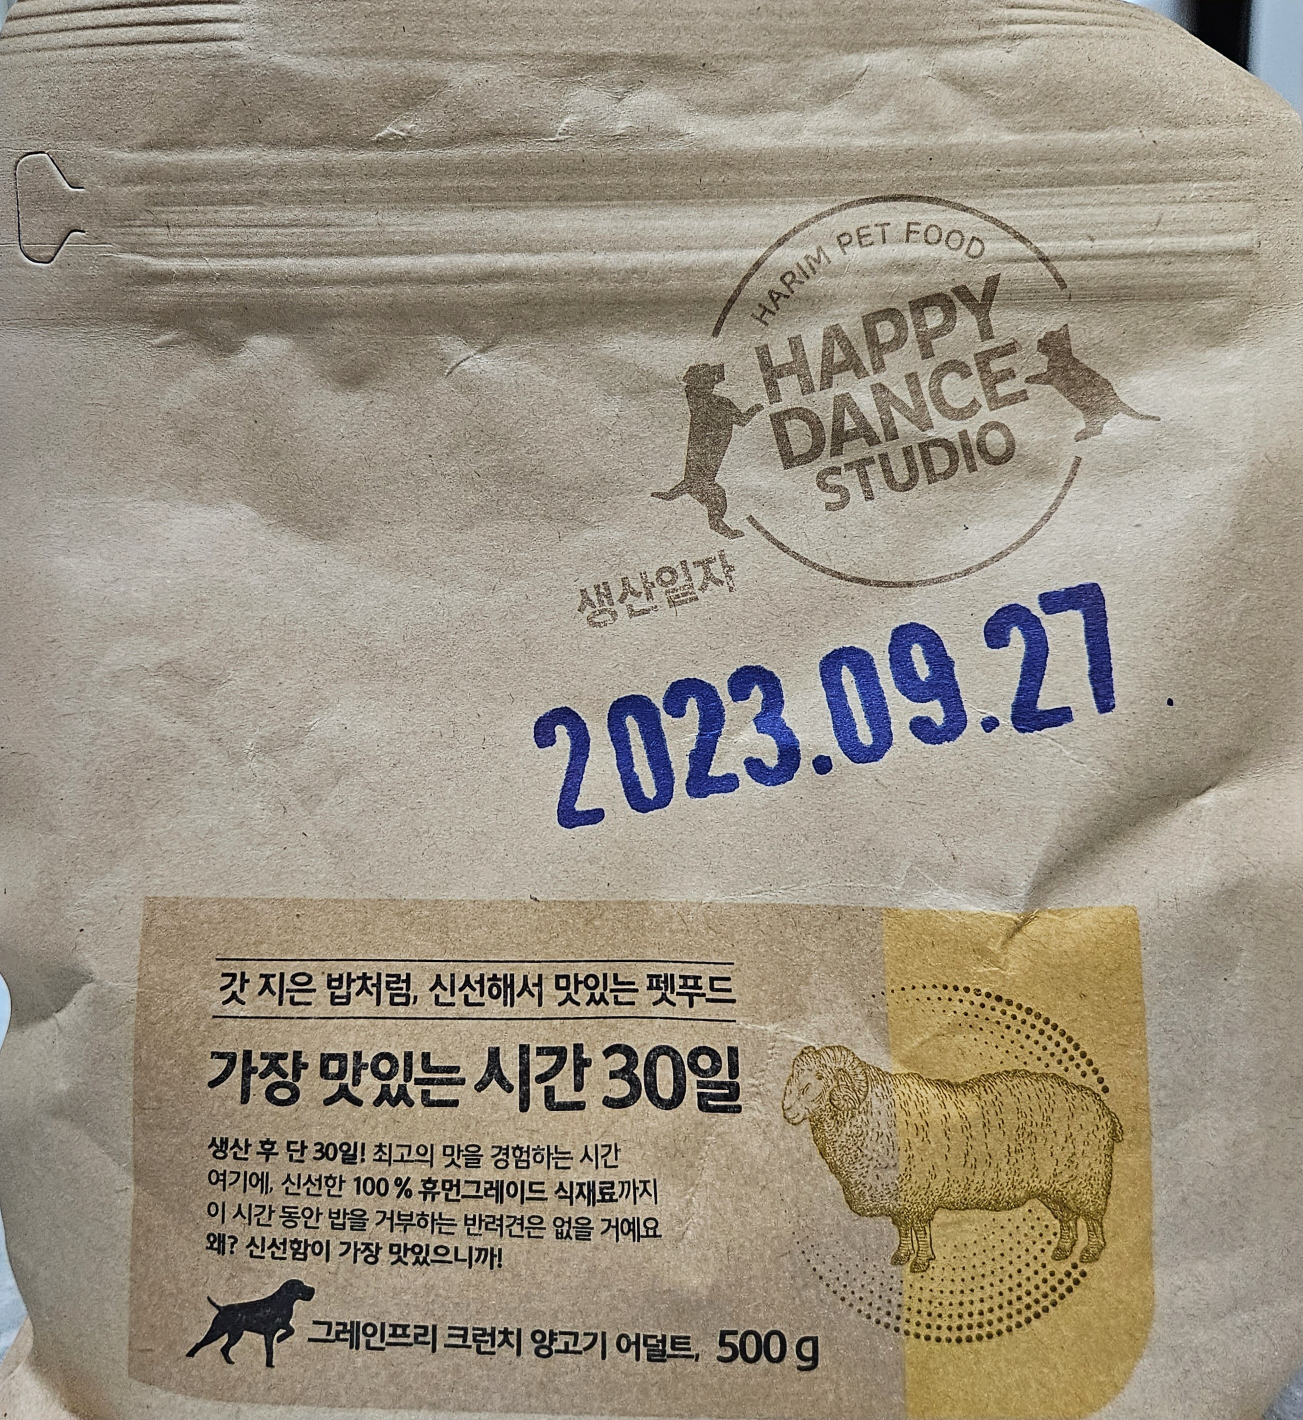 HARIM PET FOOD
HAPPY
DANCE
STUDIO
생산일자
2023.09.27
갓 지은 밥처럼, 신선해서 맛있는 펫푸드
가장 맛있는 시간 30일
생산 후 단 30일! 최고의 맛을 경험하는 시간
여기에, 신선한 100% 휴먼그레이드 식재료까지
이 시간 동안 밥을 거부하는 반려견은 없을 거예요
왜? 신선함이 가장 맛있으니까!
그레인프리 크런치 양고기 어덜트, 500g